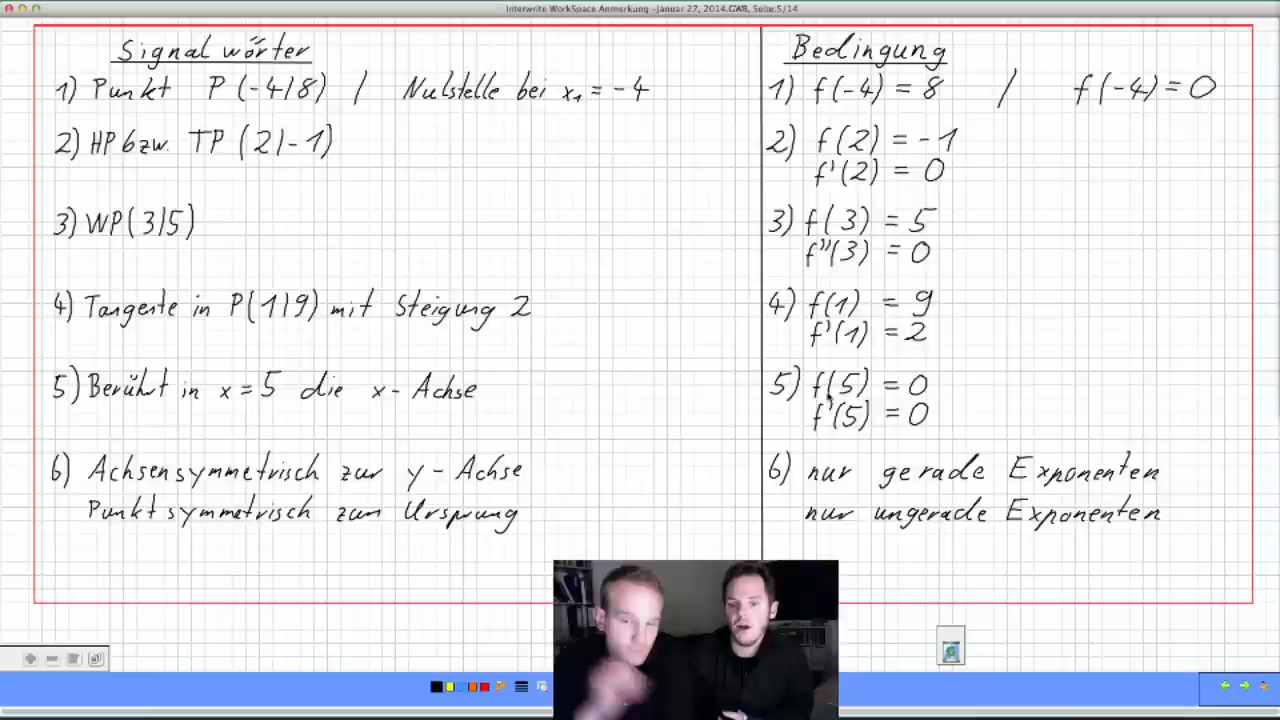 Interwrite WorkSpace Anmerkung –Januar 27, 2014.GWB, Seite:5/14
Signalwörter
1) Punkt P(-4|8) / Nulstelle bei x₁ = -4
2) HP bzw. TP (2|-1)
3) WP(3|5)
4) Tangente in P(1|9) mit Steigung 2
5) Berührt in x = 5 die x-Achse
6) Achsensymmetrisch zur y-Achse
Punktsymmetrisch zum Ursprung
Bedingung
1) f(-4) = 8 / f(-4) = 0
2) f(2) = -1
f'(2) = 0
3) f(3) = 5
f''(3) = 0
4) f(1) = 9
f'(1) = 2
5) f(5) = 0
f'(5) = 0
6) nur gerade Exponenten
nur ungerade Exponenten